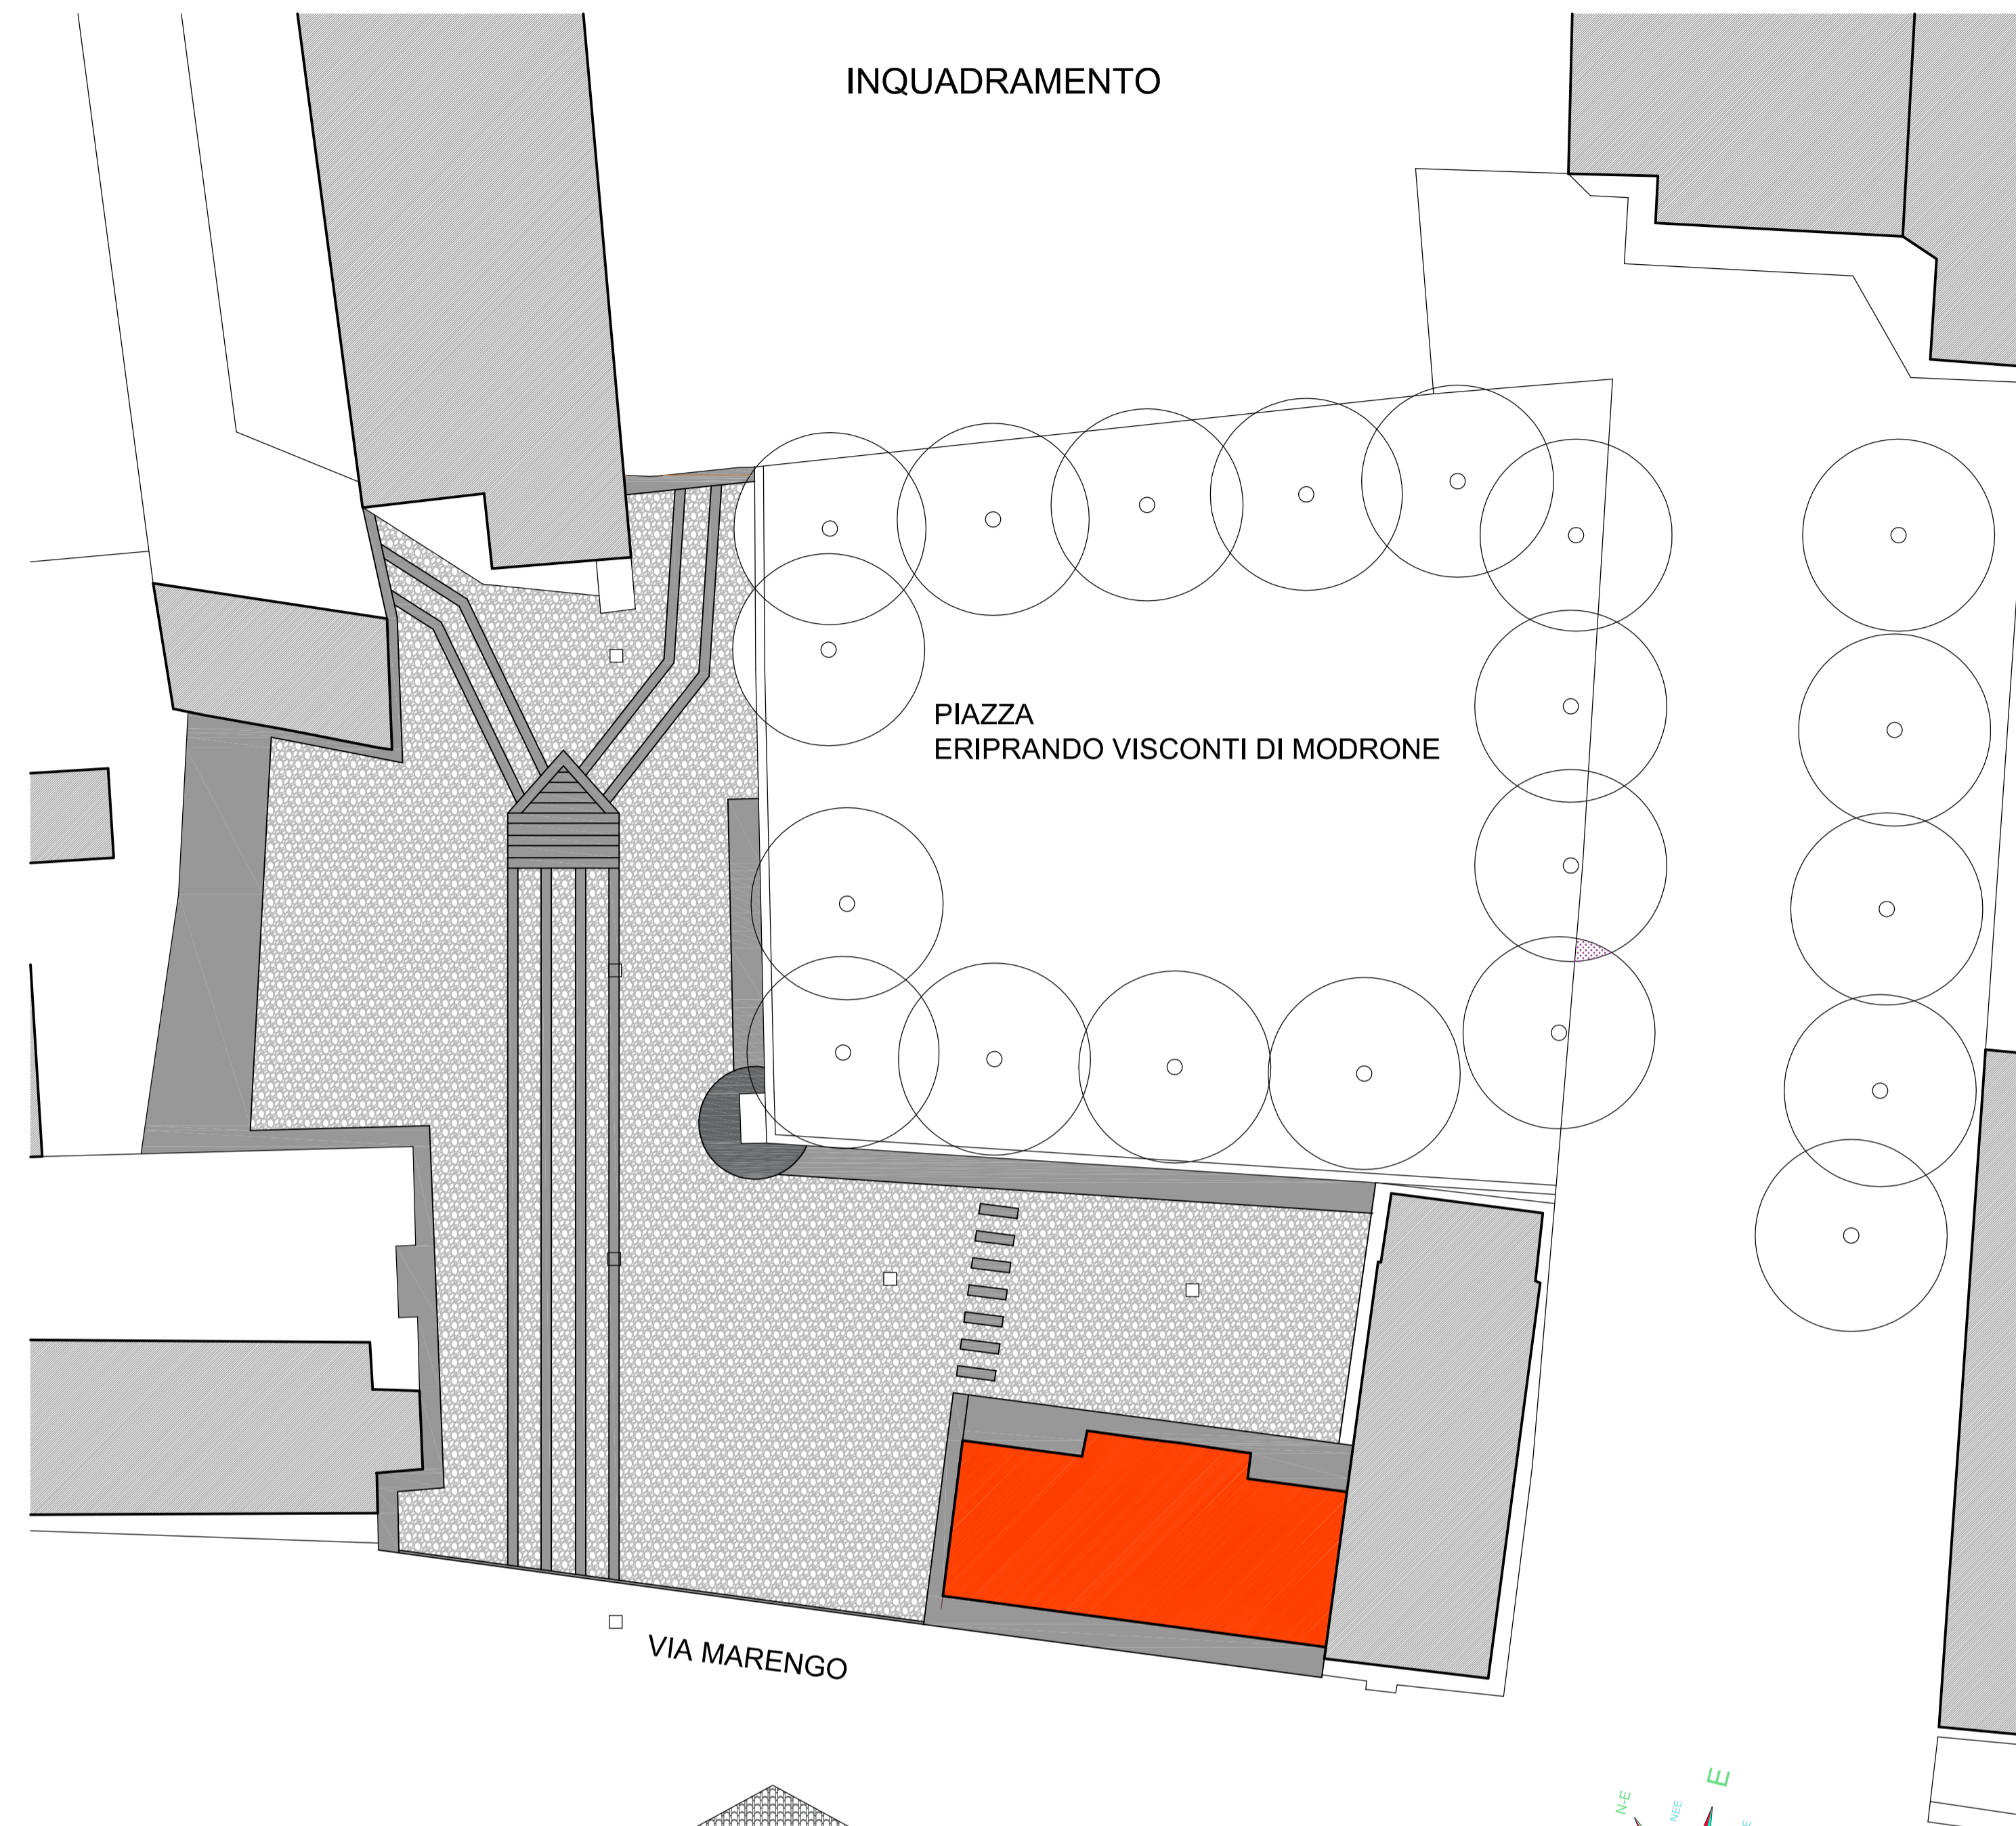 INQUADRAMENTO
PIAZZA
ERIPRANDO VISCONTI DI MODRONE
VIA MARENGO
E
N-E
NEE